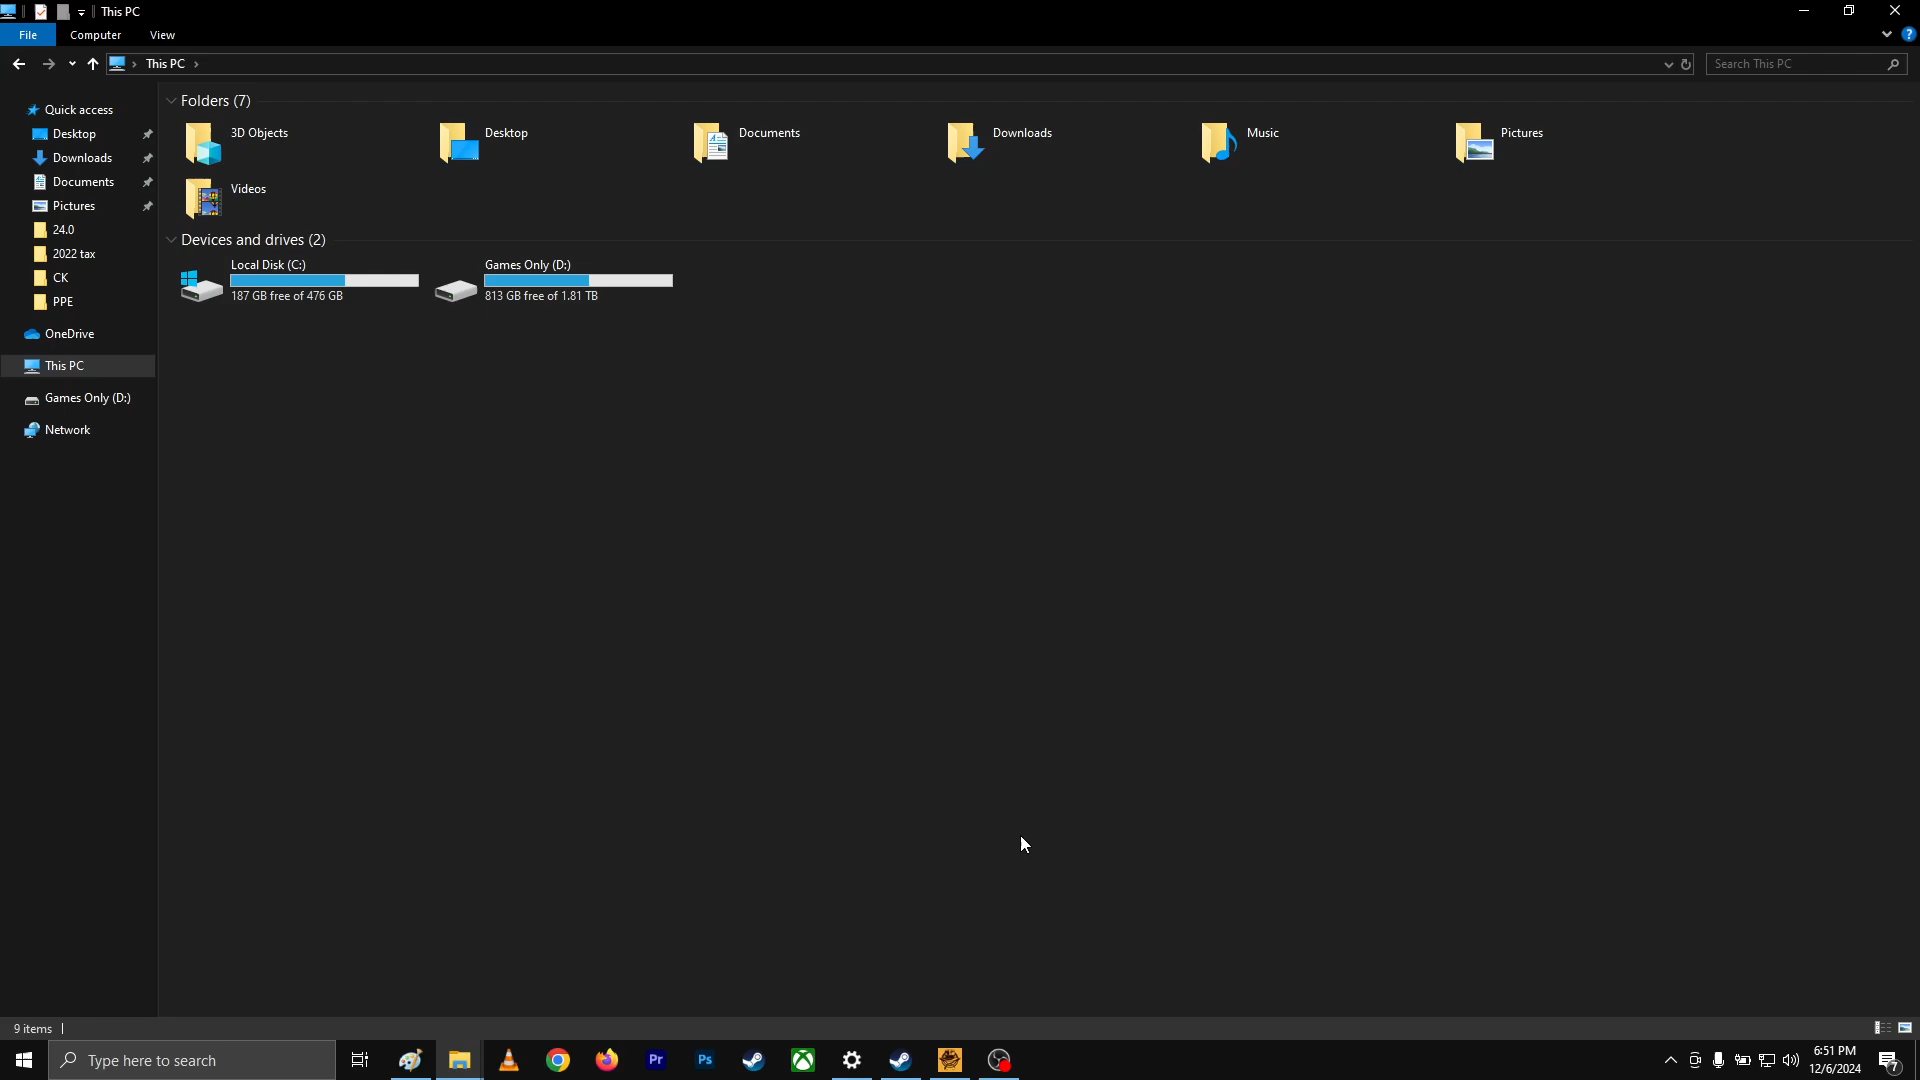 This PC
File Computer View
This PC
Search This PC
Quick access
Desktop
Downloads
Documents
Pictures
24.0
2022 tax
CK
PPE
OneDrive
This PC
Games Only (D:)
Network
Folders (7)
3D Objects
Desktop
Documents
Downloads
Music
Pictures
Videos
Devices and drives (2)
Local Disk (C:)
187 GB free of 476 GB
Games Only (D:)
813 GB free of 1.81 TB
9 items
Type here to search
Pr
Ps
6:51 PM
12/6/2024
7